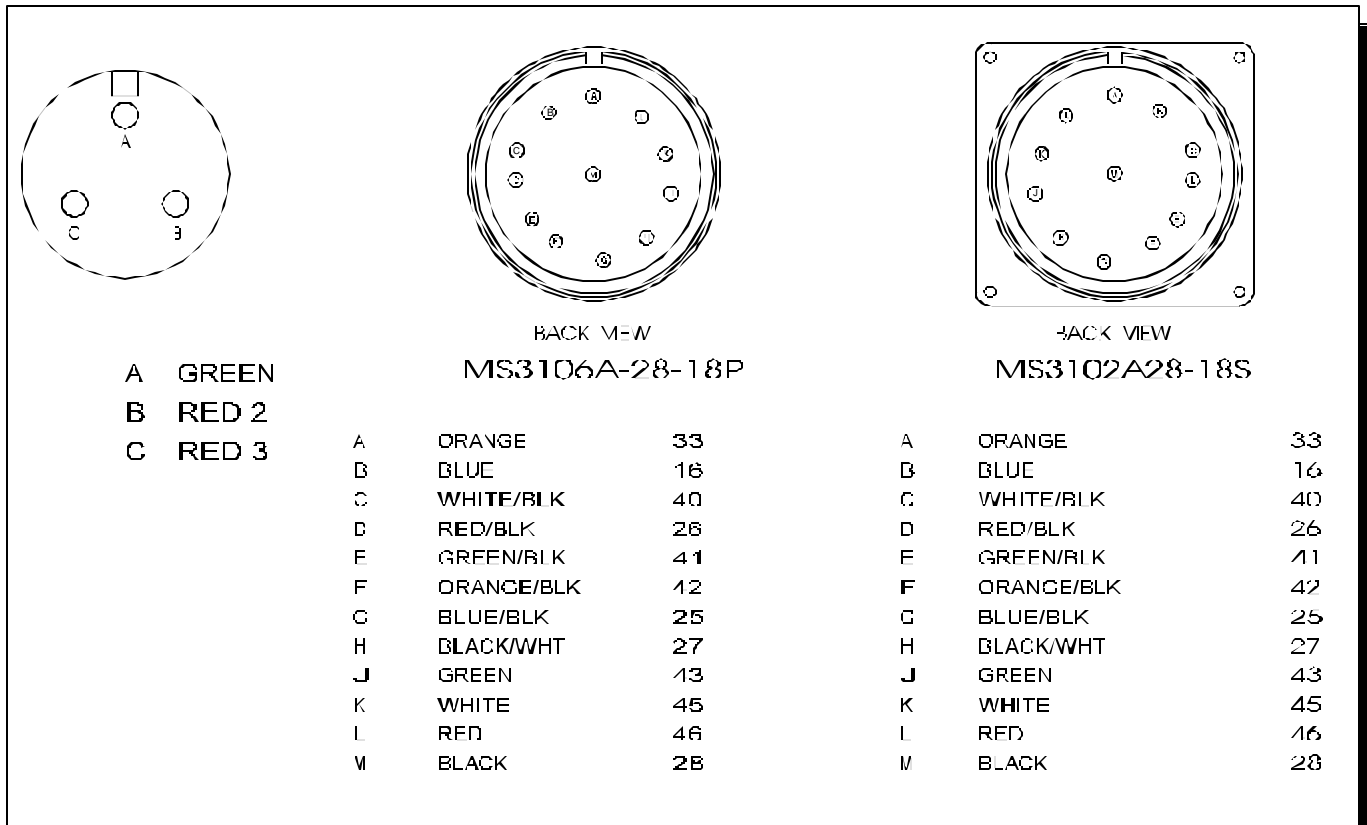 A
C B
A GREEN
B RED 2
C RED 3
BACK VIEW
MS3106A-28-18P
A ORANGE 33
B BLUE 16
C WHITE/BLK 40
D RED/BLK 26
E GREEN/BLK 41
F ORANGE/BLK 42
G BLUE/BLK 25
H BLACK/WHT 27
J GREEN 43
K WHITE 45
L RED 46
M BLACK 28
BACK VIEW
MS3102A28-18S
A ORANGE 33
B BLUE 16
C WHITE/BLK 40
D RED/BLK 26
E GREEN/BLK 41
F ORANGE/BLK 42
G BLUE/BLK 25
H BLACK/WHT 27
J GREEN 43
K WHITE 45
L RED 46
M BLACK 28